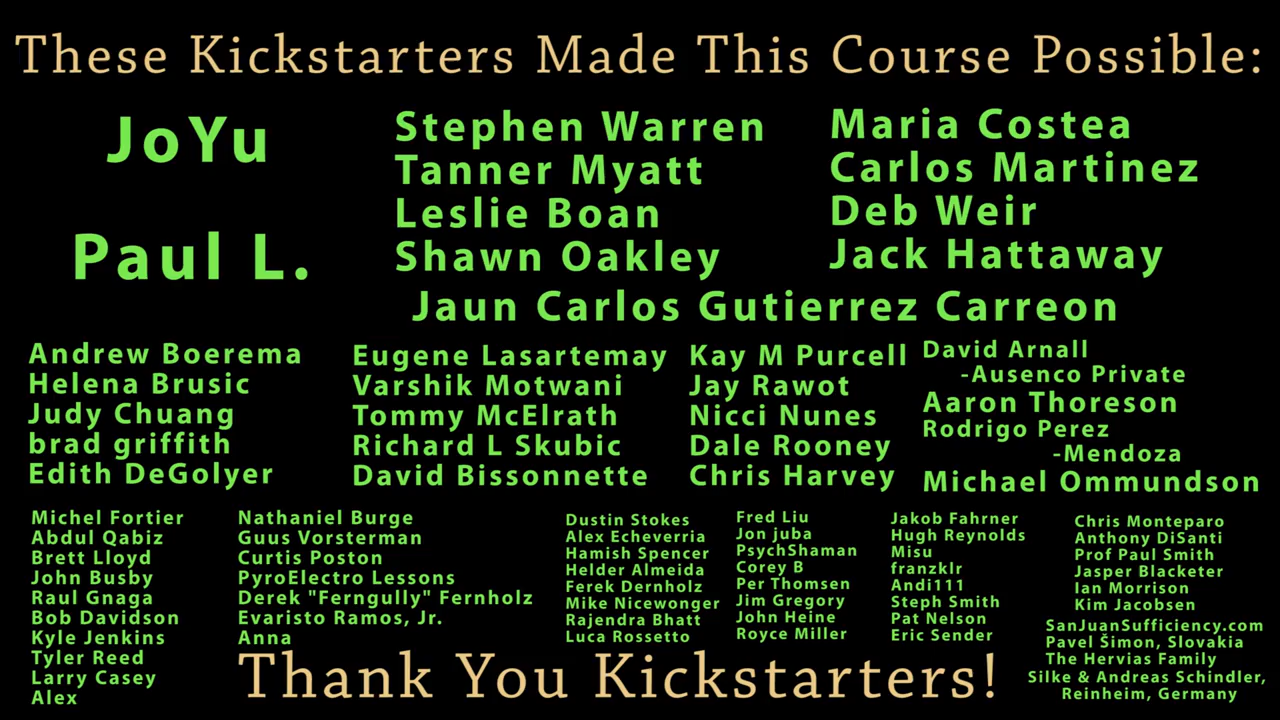 These Kickstarters Made This Course Possible:
JoYu
Paul L.
Stephen Warren
Tanner Myatt
Leslie Boan
Shawn Oakley
Maria Costea
Carlos Martinez
Deb Weir
Jack Hattaway
Jaun Carlos Gutierrez Carreon
Andrew Boerema
Helena Brusic
Judy Chuang
brad griffith
Edith DeGolyer
Eugene Lasartemay
Varshik Motwani
Tommy McElrath
Richard L Skubic
David Bissonnette
Kay M Purcell
Jay Rawot
Nicci Nunes
Dale Rooney
Chris Harvey
David Arnall
-Ausenco Private
Aaron Thoreson
Rodrigo Perez
-Mendoza
Michael Ommundson
Michel Fortier
Abdul Qabiz
Brett Lloyd
John Busby
Raul Gnaga
Bob Davidson
Kyle Jenkins
Tyler Reed
Larry Casey
Alex
Nathaniel Burge
Guus Vorsterman
Curtis Poston
PyroElectro Lessons
Derek "Ferngully" Fernholz
Evaristo Ramos, Jr.
Anna
Dustin Stokes
Alex Echeverria
Hamish Spencer
Helder Almeida
Ferek Dernholz
Mike Nicewonger
Rajendra Bhatt
Luca Rossetto
Fred Liu
Jon juba
PsychShaman
Corey B
Per Thomsen
Jim Gregory
John Heine
Royce Miller
Jakob Fahrner
Hugh Reynolds
Misu
franzklr
Andi111
Steph Smith
Pat Nelson
Eric Sender
Chris Monteparo
Anthony DiSanti
Prof Paul Smith
Jasper Blacketer
Ian Morrison
Kim Jacobsen
SanJuanSufficiency.com
Pavel Šimon, Slovakia
The Hervias Family
Silke & Andreas Schindler,
Reinheim, Germany
Thank You Kickstarters!